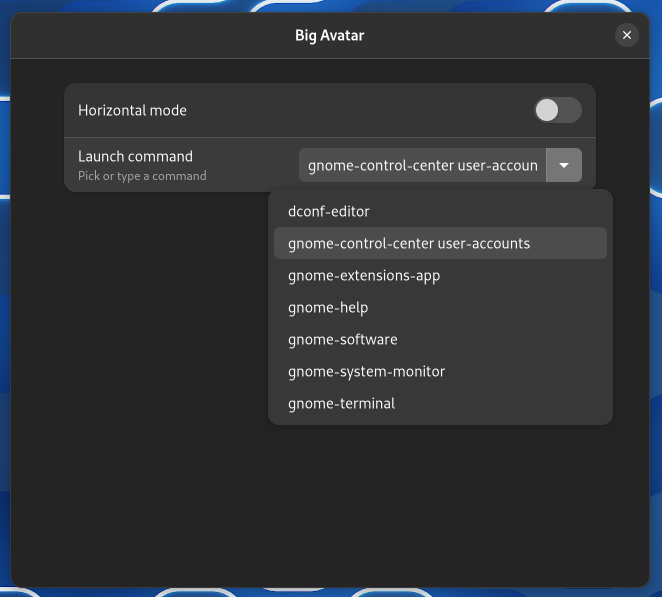 Big Avatar
Horizontal mode
Launch command
Pick or type a command
gnome-control-center user-accoun
dconf-editor
gnome-control-center user-accounts
gnome-extensions-app
gnome-help
gnome-software
gnome-system-monitor
gnome-terminal